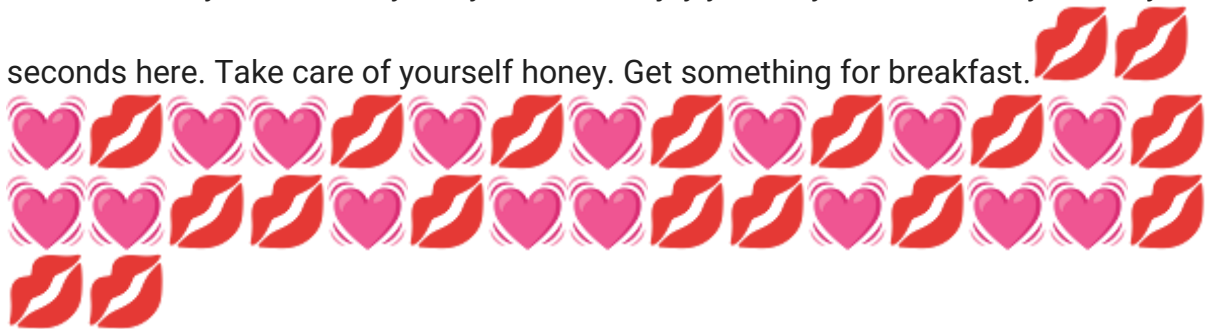 seconds here. Take care of yourself honey. Get something for breakfast.💋💋
💓💋💓💓💋💓💋💓💋💓💋💓💋💓💋
💓💓💋💋💓💋💓💓💋💋💓💋💓💓💋
💋💋